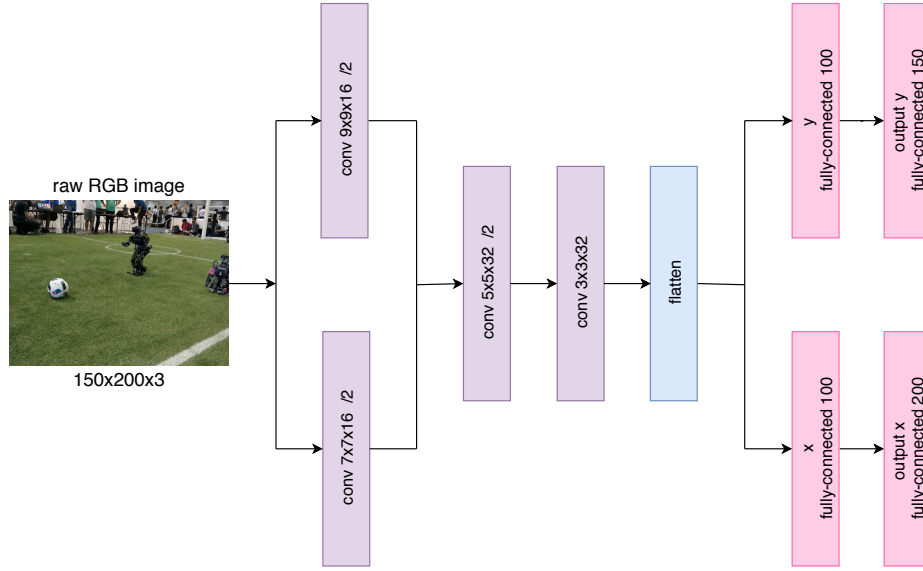 raw RGB image
150x200x3
conv 9x9x16 /2
conv 7x7x16 /2
conv 5x5x32 /2
conv 3x3x32
flatten
y
fully-connected 100
output y
fully-connected 150
x
fully-connected 100
output x
fully-connected 200